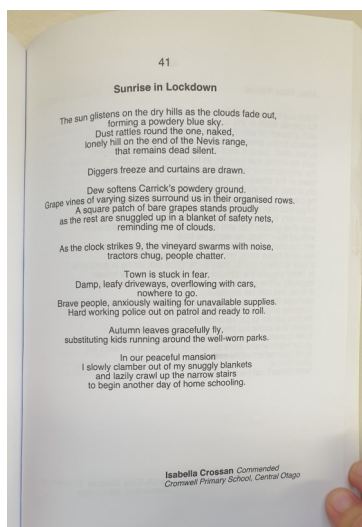 41
Sunrise in Lockdown
The sun glistens on the dry hills as the clouds fade out,
forming a powdery blue sky.
Dust rattles round the one, naked,
lonely hill on the end of the Nevis range,
that remains dead silent.
Diggers freeze and curtains are drawn.
Dew softens Carrick's powdery ground.
Grape vines of varying sizes surround us in their organised rows.
A square patch of bare grapes stands proudly
as the rest are snuggled up in a blanket of safety nets,
reminding me of clouds.
As the clock strikes 9, the vineyard swarms with noise,
tractors chug, people chatter.
Town is stuck in fear.
Damp, leafy driveways, overflowing with cars,
nowhere to go.
Brave people, anxiously waiting for unavailable supplies.
Hard working police out on patrol and ready to roll.
Autumn leaves gracefully fly,
substituting kids running around the well-worn parks.
In our peaceful mansion
I slowly clamber out of my snuggly blankets
and lazily crawl up the narrow stairs
to begin another day of home schooling.
Isabella Crossan Commended
Cromwell Primary School, Central Otago